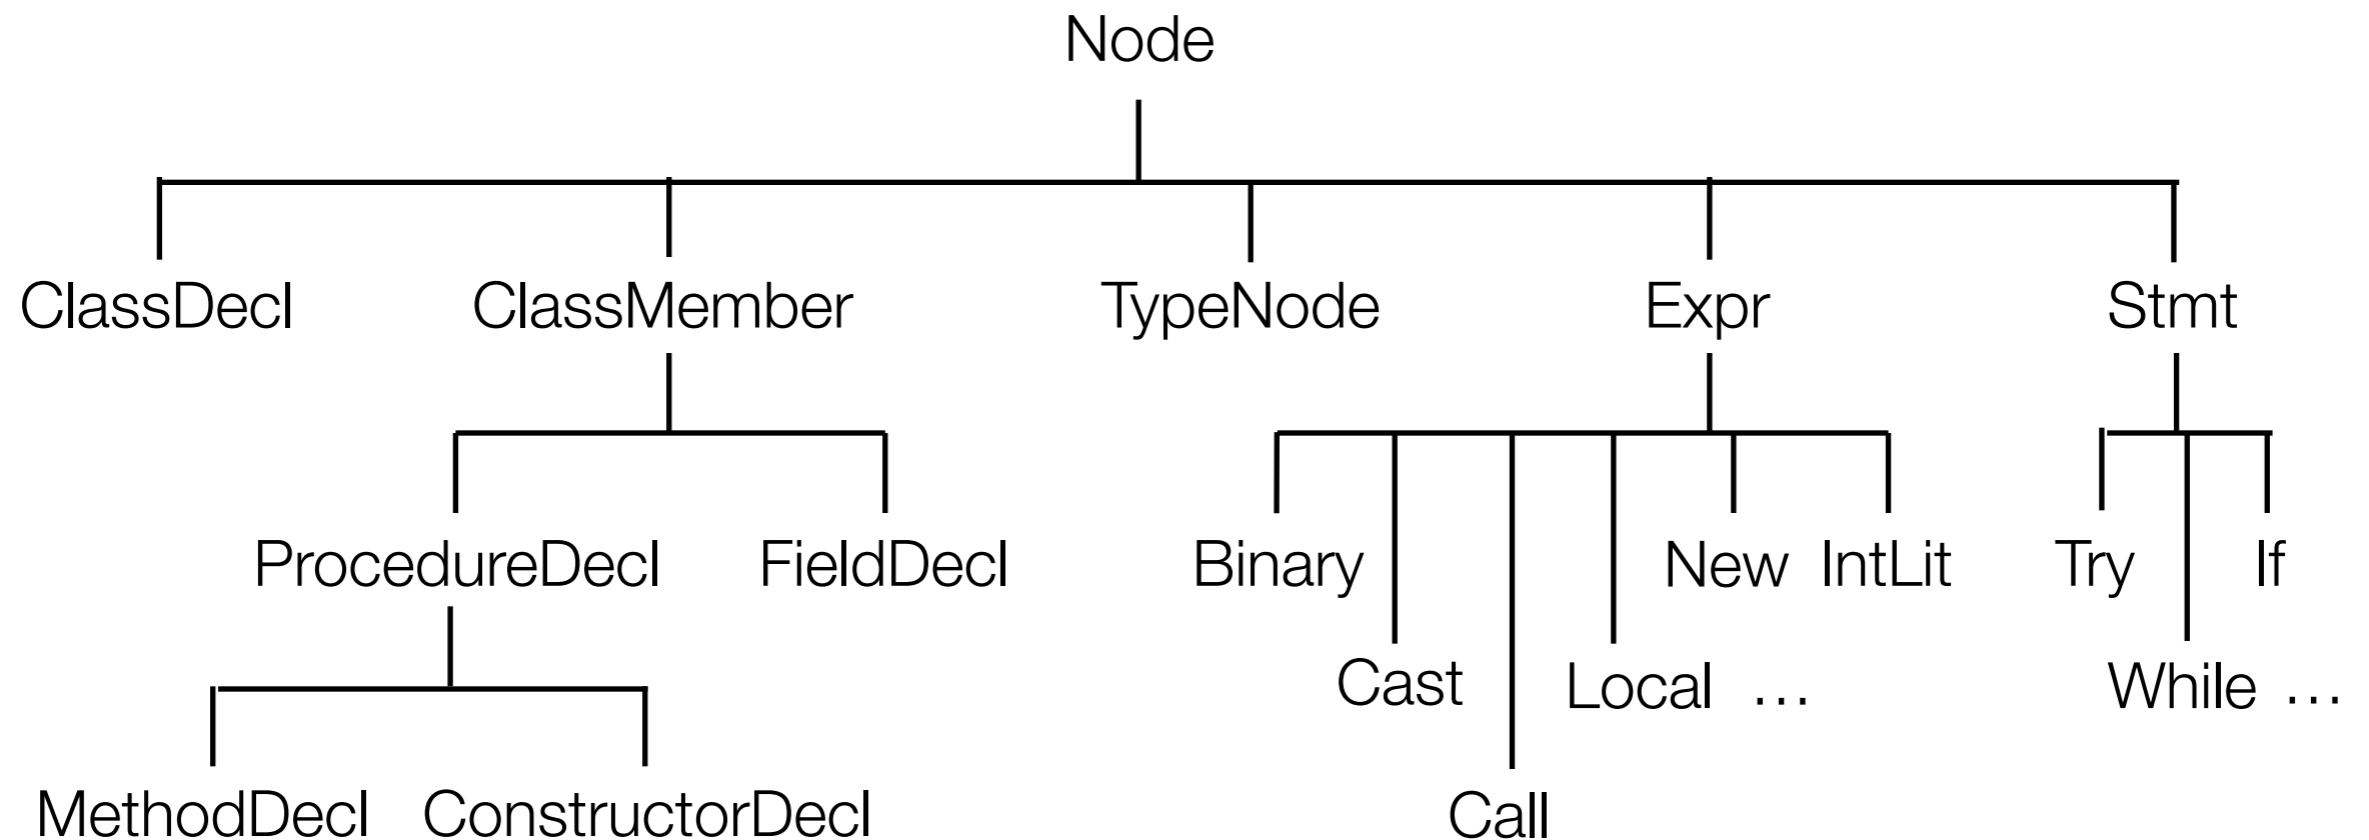 Node
ClassDecl ClassMember TypeNode Expr Stmt
ProcedureDecl FieldDecl Binary New IntLit Try If
Cast Local … While …
MethodDecl ConstructorDecl Call